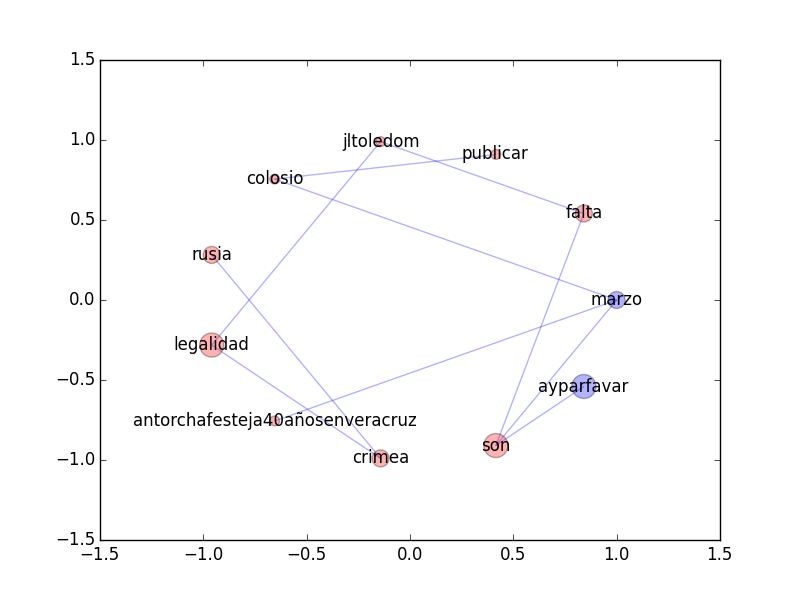 1.5
1.0
0.5
0.0
−0.5
−1.0
−1.5
jltoledom
publicar
colosio
falta
rusia
marzo
legalidad
ayparfavar
antorchafesteja40añosenveracruz
son
crimea
−1.5
−1.0
−0.5
0.0
0.5
1.0
1.5